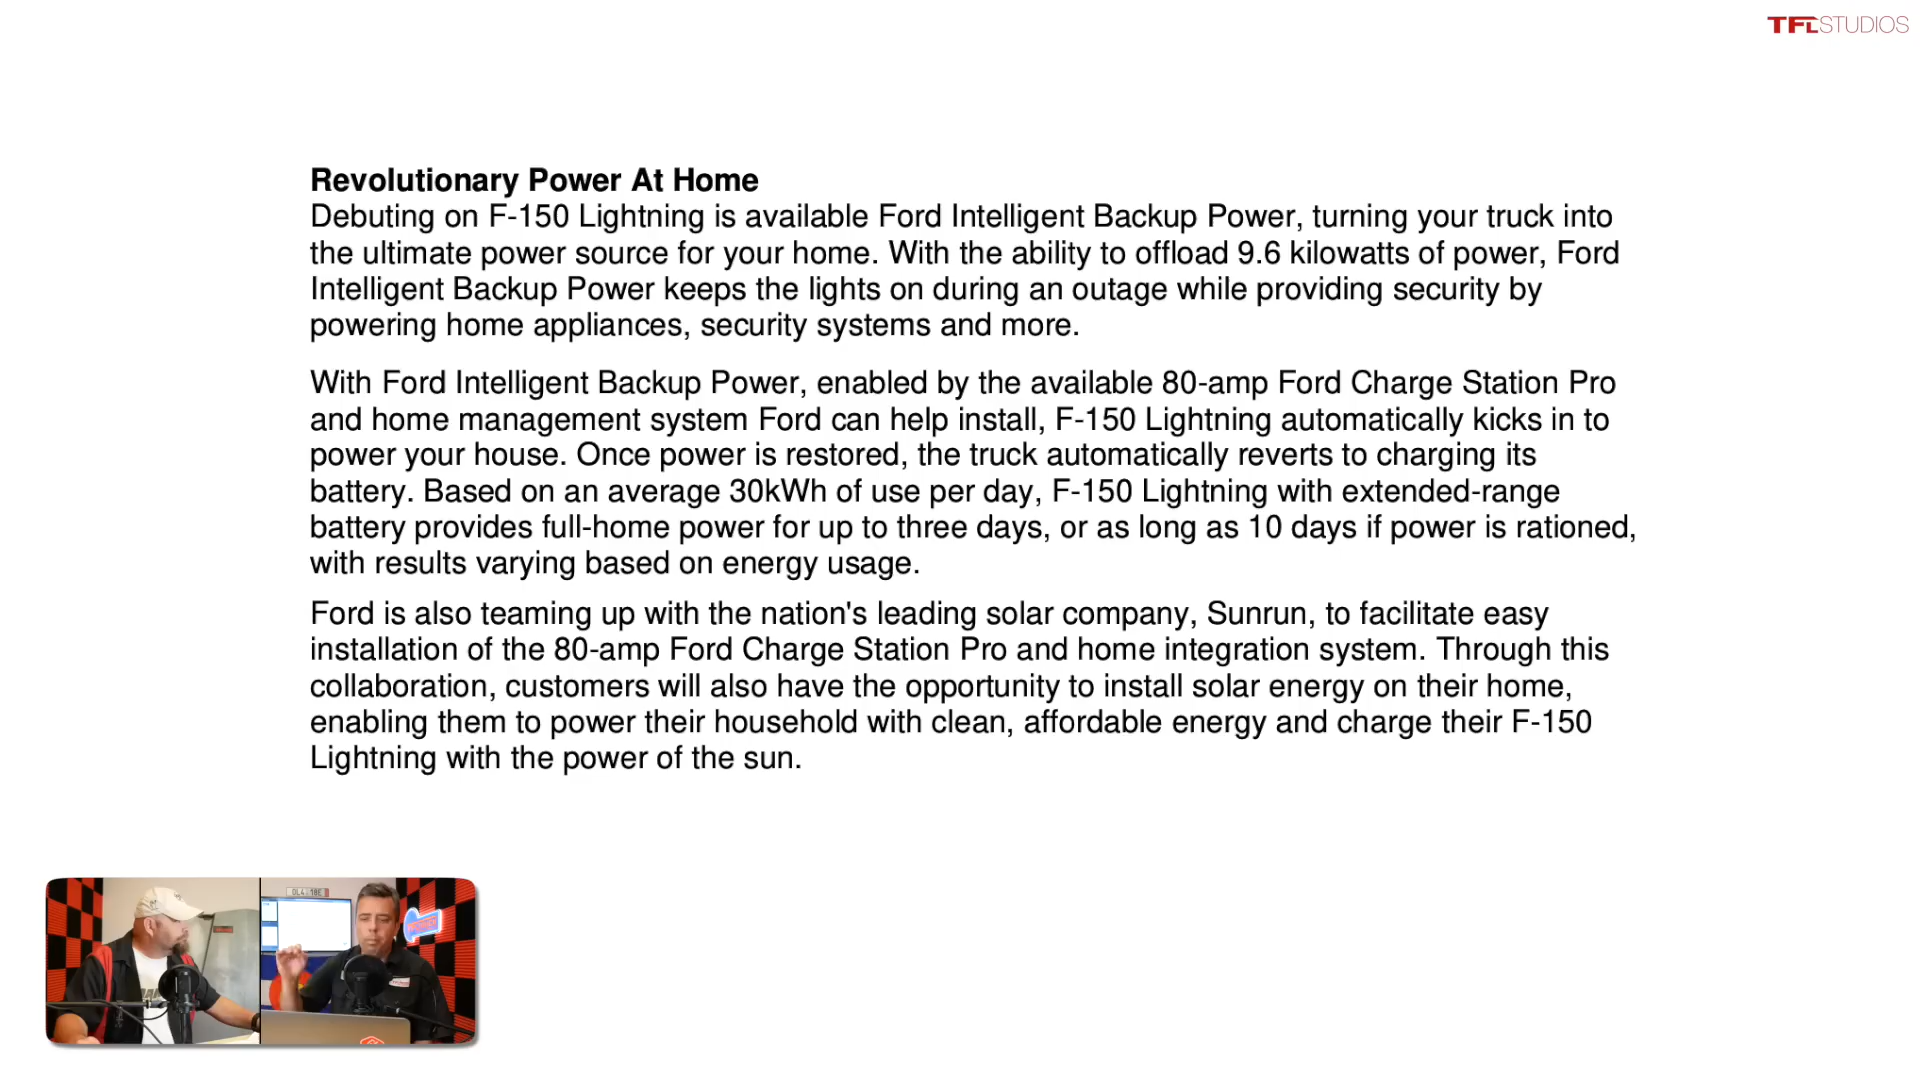 TFLSTUDIOS
Revolutionary Power At Home
Debuting on F-150 Lightning is available Ford Intelligent Backup Power, turning your truck into
the ultimate power source for your home. With the ability to offload 9.6 kilowatts of power, Ford
Intelligent Backup Power keeps the lights on during an outage while providing security by
powering home appliances, security systems and more.
With Ford Intelligent Backup Power, enabled by the available 80-amp Ford Charge Station Pro
and home management system Ford can help install, F-150 Lightning automatically kicks in to
power your house. Once power is restored, the truck automatically reverts to charging its
battery. Based on an average 30kWh of use per day, F-150 Lightning with extended-range
battery provides full-home power for up to three days, or as long as 10 days if power is rationed,
with results varying based on energy usage.
Ford is also teaming up with the nation's leading solar company, Sunrun, to facilitate easy
installation of the 80-amp Ford Charge Station Pro and home integration system. Through this
collaboration, customers will also have the opportunity to install solar energy on their home,
enabling them to power their household with clean, affordable energy and charge their F-150
Lightning with the power of the sun.